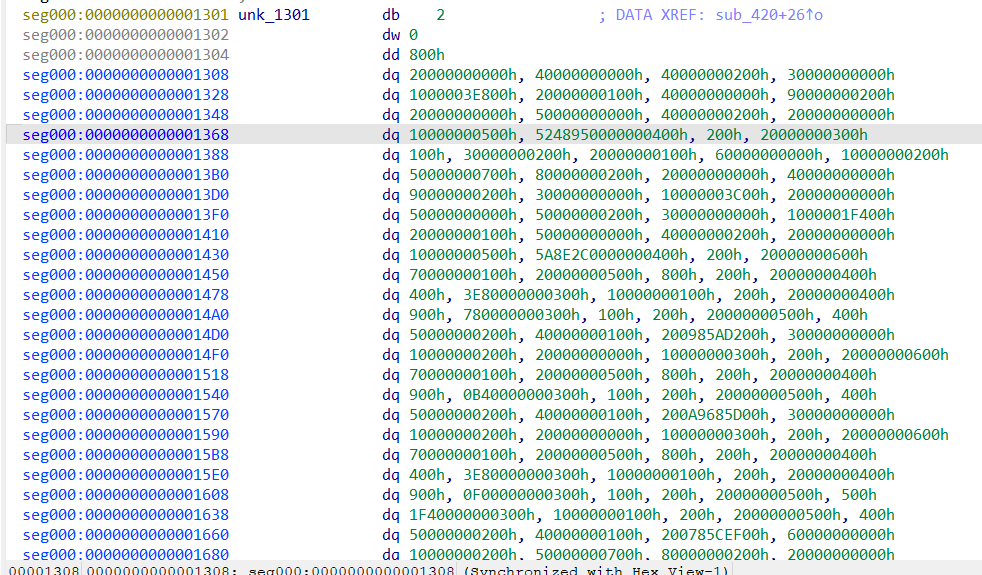 seg000:0000000000001301 unk_1301 db 2 ; DATA XREF: sub_420+26↑o
seg000:0000000000001302 dw 0
seg000:0000000000001304 dd 800h
seg000:0000000000001308 dq 20000000000h, 40000000000h, 40000000200h, 30000000000h
seg000:0000000000001328 dq 1000003E800h, 20000000100h, 40000000000h, 90000000200h
seg000:0000000000001348 dq 20000000000h, 50000000000h, 40000000200h, 20000000000h
seg000:0000000000001368 dq 10000000500h, 5248950000000400h, 200h, 20000000300h
seg000:0000000000001388 dq 100h, 30000000200h, 20000000100h, 60000000000h, 10000000200h
seg000:00000000000013B0 dq 50000000700h, 80000000200h, 20000000000h, 40000000000h
seg000:00000000000013D0 dq 90000000200h, 30000000000h, 10000003C00h, 20000000000h
seg000:00000000000013F0 dq 50000000000h, 50000000200h, 30000000000h, 1000001F400h
seg000:0000000000001410 dq 20000000100h, 50000000000h, 40000000200h, 20000000000h
seg000:0000000000001430 dq 10000000500h, 5A8E2C0000000400h, 200h, 20000000600h
seg000:0000000000001450 dq 70000000100h, 20000000500h, 800h, 200h, 20000000400h
seg000:0000000000001478 dq 400h, 3E80000000300h, 10000000100h, 200h, 20000000400h
seg000:00000000000014A0 dq 900h, 780000000300h, 100h, 200h, 20000000500h, 400h
seg000:00000000000014D0 dq 50000000200h, 40000000100h, 200985AD200h, 30000000000h
seg000:00000000000014F0 dq 10000000200h, 20000000000h, 10000000300h, 200h, 20000000600h
seg000:0000000000001518 dq 70000000100h, 20000000500h, 800h, 200h, 20000000400h
seg000:0000000000001540 dq 900h, 0B40000000300h, 100h, 200h, 20000000500h, 400h
seg000:0000000000001570 dq 50000000200h, 40000000100h, 200A9685D00h, 30000000000h
seg000:0000000000001590 dq 10000000200h, 20000000000h, 10000000300h, 200h, 20000000600h
seg000:00000000000015B8 dq 70000000100h, 20000000500h, 800h, 200h, 20000000400h
seg000:00000000000015E0 dq 400h, 3E80000000300h, 10000000100h, 200h, 20000000400h
seg000:0000000000001608 dq 900h, 0F00000000300h, 100h, 200h, 20000000500h, 500h
seg000:0000000000001638 dq 1F40000000300h, 10000000100h, 200h, 20000000500h, 400h
seg000:0000000000001660 dq 50000000200h, 40000000100h, 200785CEF00h, 60000000000h
seg000:0000000000001680 dq 10000000200h, 50000000700h, 80000000200h, 20000000000h
00001308 0000000000001308: seg000:0000000000001308 (Synchronized with Hex View-1)